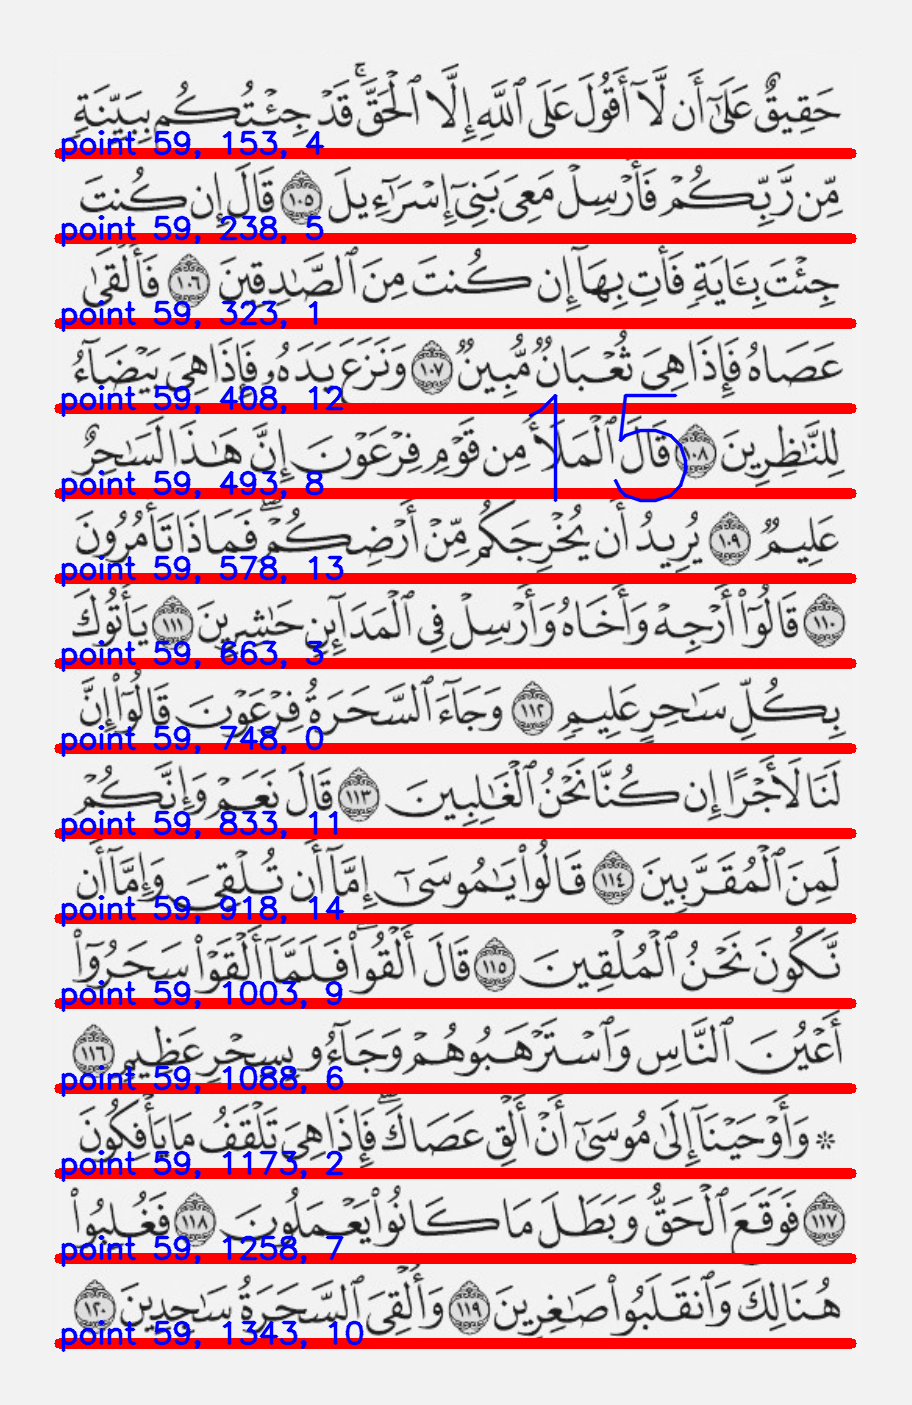 حَقِيقٌ عَلَىٰٓ أَن لَّآ أَقُولَ عَلَى ٱللَّهِ إِلَّا ٱلْحَقَّ ۚ قَدْ جِئْتُكُم بِبَيِّنَةٍ
point 59, 153, 4
مِّن رَّبِّكُمْ فَأَرْسِلْ مَعِىَ بَنِىٓ إِسْرَٰٓءِيلَ ١٠٥ قَالَ إِن كُنتَ
point 59, 238, 5
جِئْتَ بِـَٔايَةٍ فَأْتِ بِهَآ إِن كُنتَ مِنَ ٱلصَّـٰدِقِينَ ١٠٦ فَأَلْقَىٰ
point 59, 323, 1
عَصَاهُ فَإِذَا هِىَ ثُعْبَانٌ مُّبِينٌ ١٠٧ وَنَزَعَ يَدَهُۥ فَإِذَا هِىَ بَيْضَآءُ
point 59, 408, 12
لِلنَّـٰظِرِينَ ١٠٨ قَالَ ٱلْمَلَأُ مِن قَوْمِ فِرْعَوْنَ إِنَّ هَـٰذَا لَسَـٰحِرٌ
15
point 59, 493, 8
عَلِيمٌ ١٠٩ يُرِيدُ أَن يُخْرِجَكُم مِّنْ أَرْضِكُمْ ۖ فَمَاذَا تَأْمُرُونَ
point 59, 578, 13
١١٠ قَالُوٓا۟ أَرْجِهْ وَأَخَاهُ وَأَرْسِلْ فِى ٱلْمَدَآئِنِ حَـٰشِرِينَ ١١١ يَأْتُوكَ
point 59, 663, 3
بِكُلِّ سَـٰحِرٍ عَلِيمٍ ١١٢ وَجَآءَ ٱلسَّحَرَةُ فِرْعَوْنَ قَالُوٓا۟ إِنَّ
point 59, 748, 0
لَنَا لَأَجْرًا إِن كُنَّا نَحْنُ ٱلْغَـٰلِبِينَ ١١٣ قَالَ نَعَمْ وَإِنَّكُمْ
point 59, 833, 11
لَمِنَ ٱلْمُقَرَّبِينَ ١١٤ قَالُوا۟ يَـٰمُوسَىٰٓ إِمَّآ أَن تُلْقِىَ وَإِمَّآ أَن
point 59, 918, 14
نَّكُونَ نَحْنُ ٱلْمُلْقِينَ ١١٥ قَالَ أَلْقُوا۟ ۖ فَلَمَّآ أَلْقَوْا۟ سَحَرُوٓا۟
point 59, 1003, 9
أَعْيُنَ ٱلنَّاسِ وَٱسْتَرْهَبُوهُمْ وَجَآءُو بِسِحْرٍ عَظِيمٍ ١١٦
point 59, 1088, 6
۞ وَأَوْحَيْنَآ إِلَىٰ مُوسَىٰٓ أَنْ أَلْقِ عَصَاكَ ۖ فَإِذَا هِىَ تَلْقَفُ مَا يَأْفِكُونَ
point 59, 1173, 2
١١٧ فَوَقَعَ ٱلْحَقُّ وَبَطَلَ مَا كَانُوا۟ يَعْمَلُونَ ١١٨ فَغُلِبُوا۟
point 59, 1258, 7
هُنَالِكَ وَٱنقَلَبُوا۟ صَـٰغِرِينَ ١١٩ وَأُلْقِىَ ٱلسَّحَرَةُ سَـٰجِدِينَ ١٢٠
point 59, 1343, 10